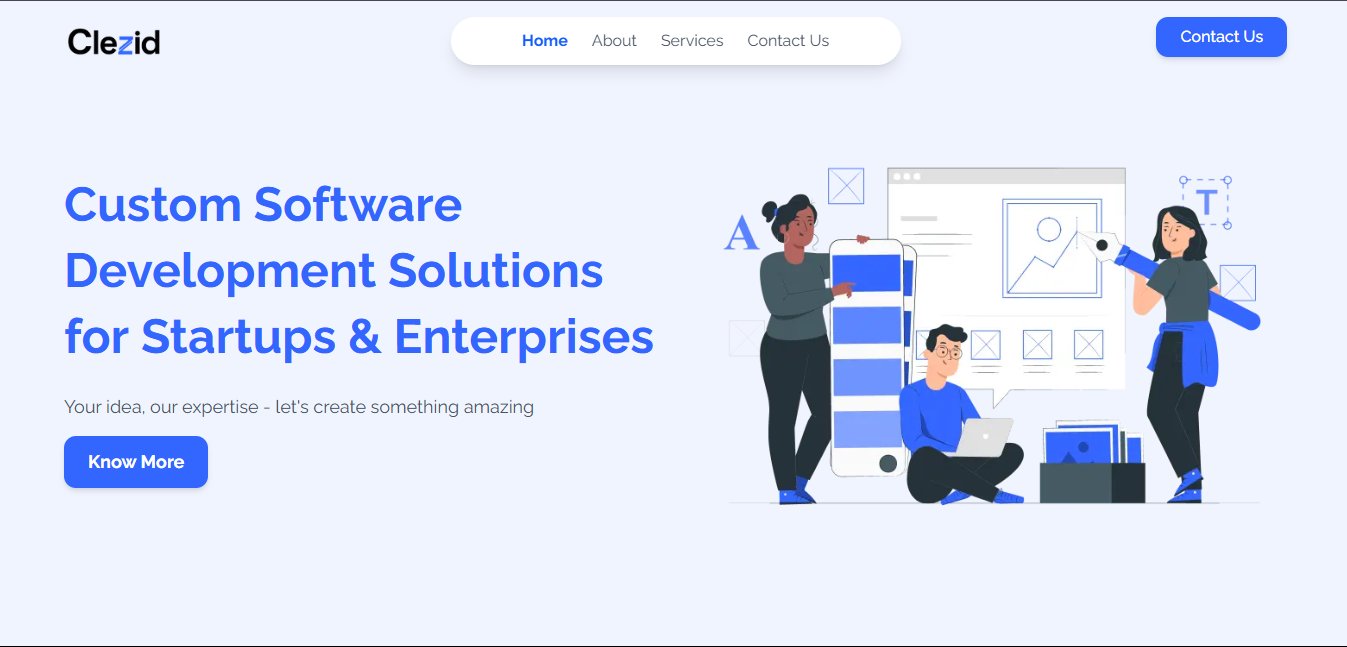 Clezid
Home About Services Contact Us
Contact Us
Custom Software
Development Solutions
for Startups & Enterprises
Your idea, our expertise - let's create something amazing
Know More
A
T